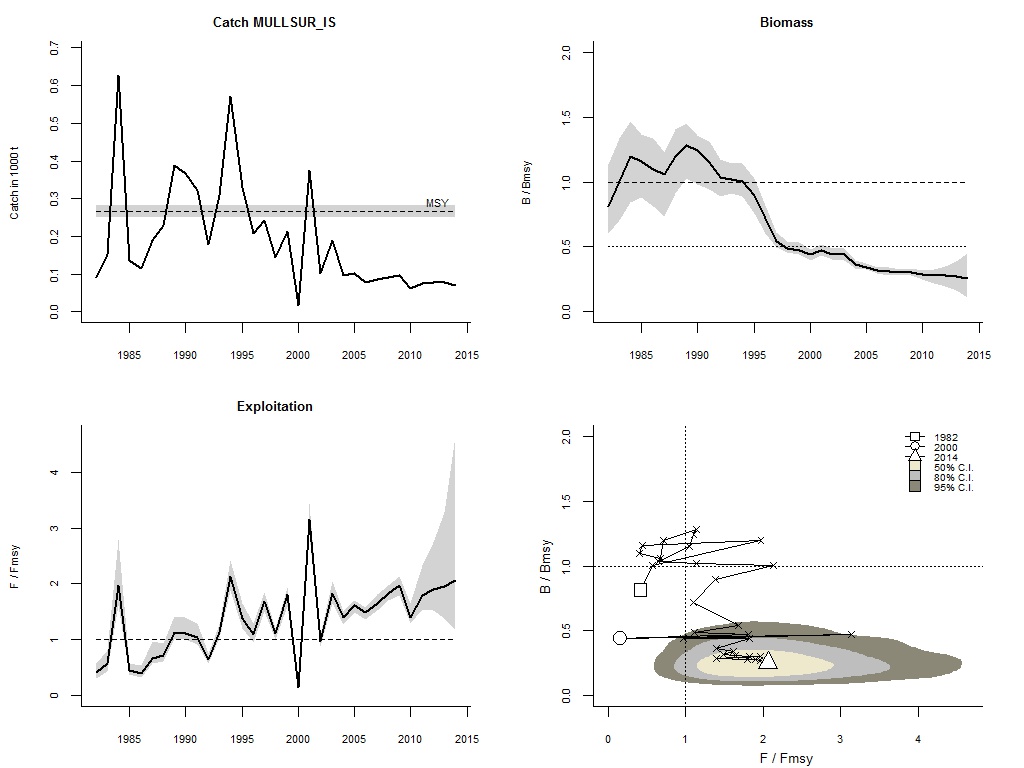 Catch MULLSUR_IS
Catch in 1000 t
0.7
0.6
0.5
0.4
0.3
0.2
0.1
0.0
MSY
1985 1990 1995 2000 2005 2010 2015
Biomass
B / Bmsy
2.0
1.5
1.0
0.5
0.0
1985 1990 1995 2000 2005 2010 2015
Exploitation
F / Fmsy
4
3
2
1
0
1985 1990 1995 2000 2005 2010 2015
B / Bmsy
2.0
1.5
1.0
0.5
0.0
1982
2000
2014
50% C.I.
80% C.I.
95% C.I.
0 1 2 3 4
F / Fmsy